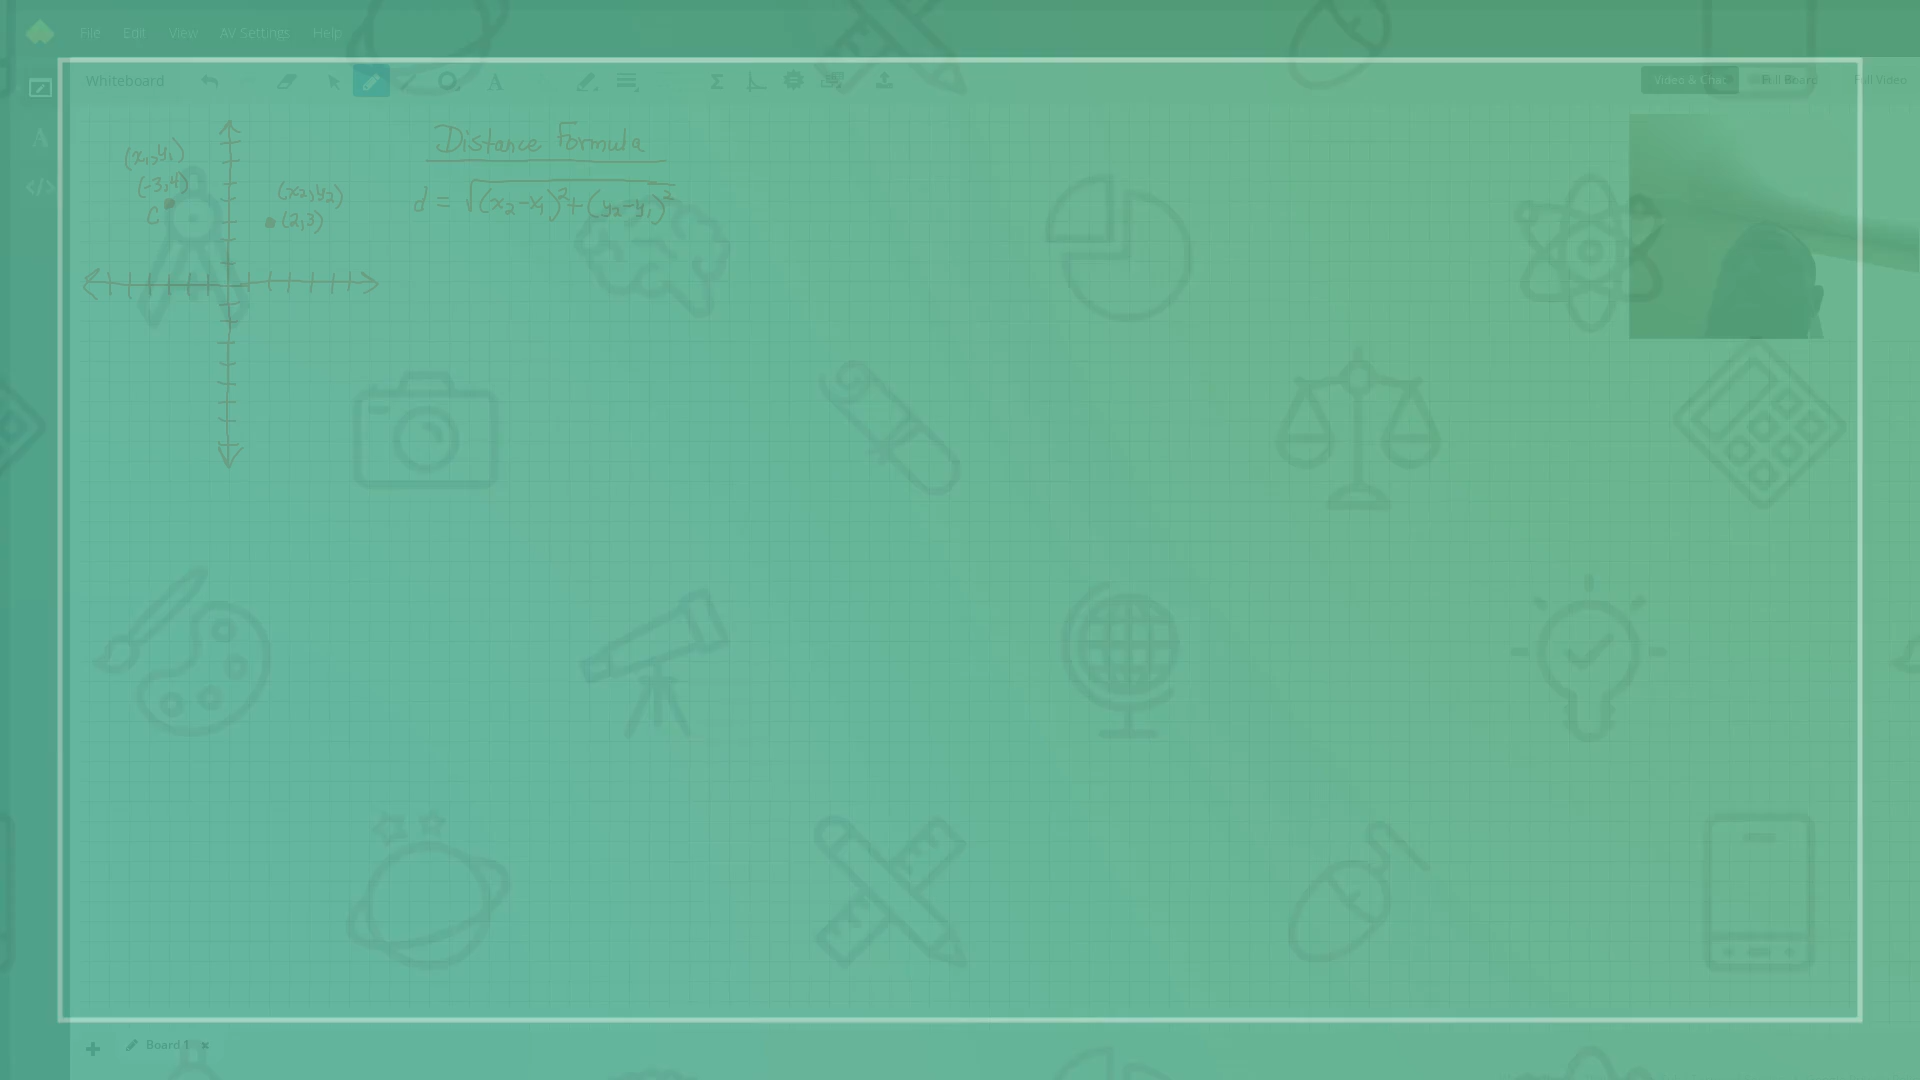 File Edit View AV Settings Help
Whiteboard
Video & Chat Full Board Full Video
Distance Formula
(x₁,y₁)
(-3,4)
C
(x₂,y₂)
(2,3)
d = √(x₂-x₁)²+(y₂-y₁)²
Board 1